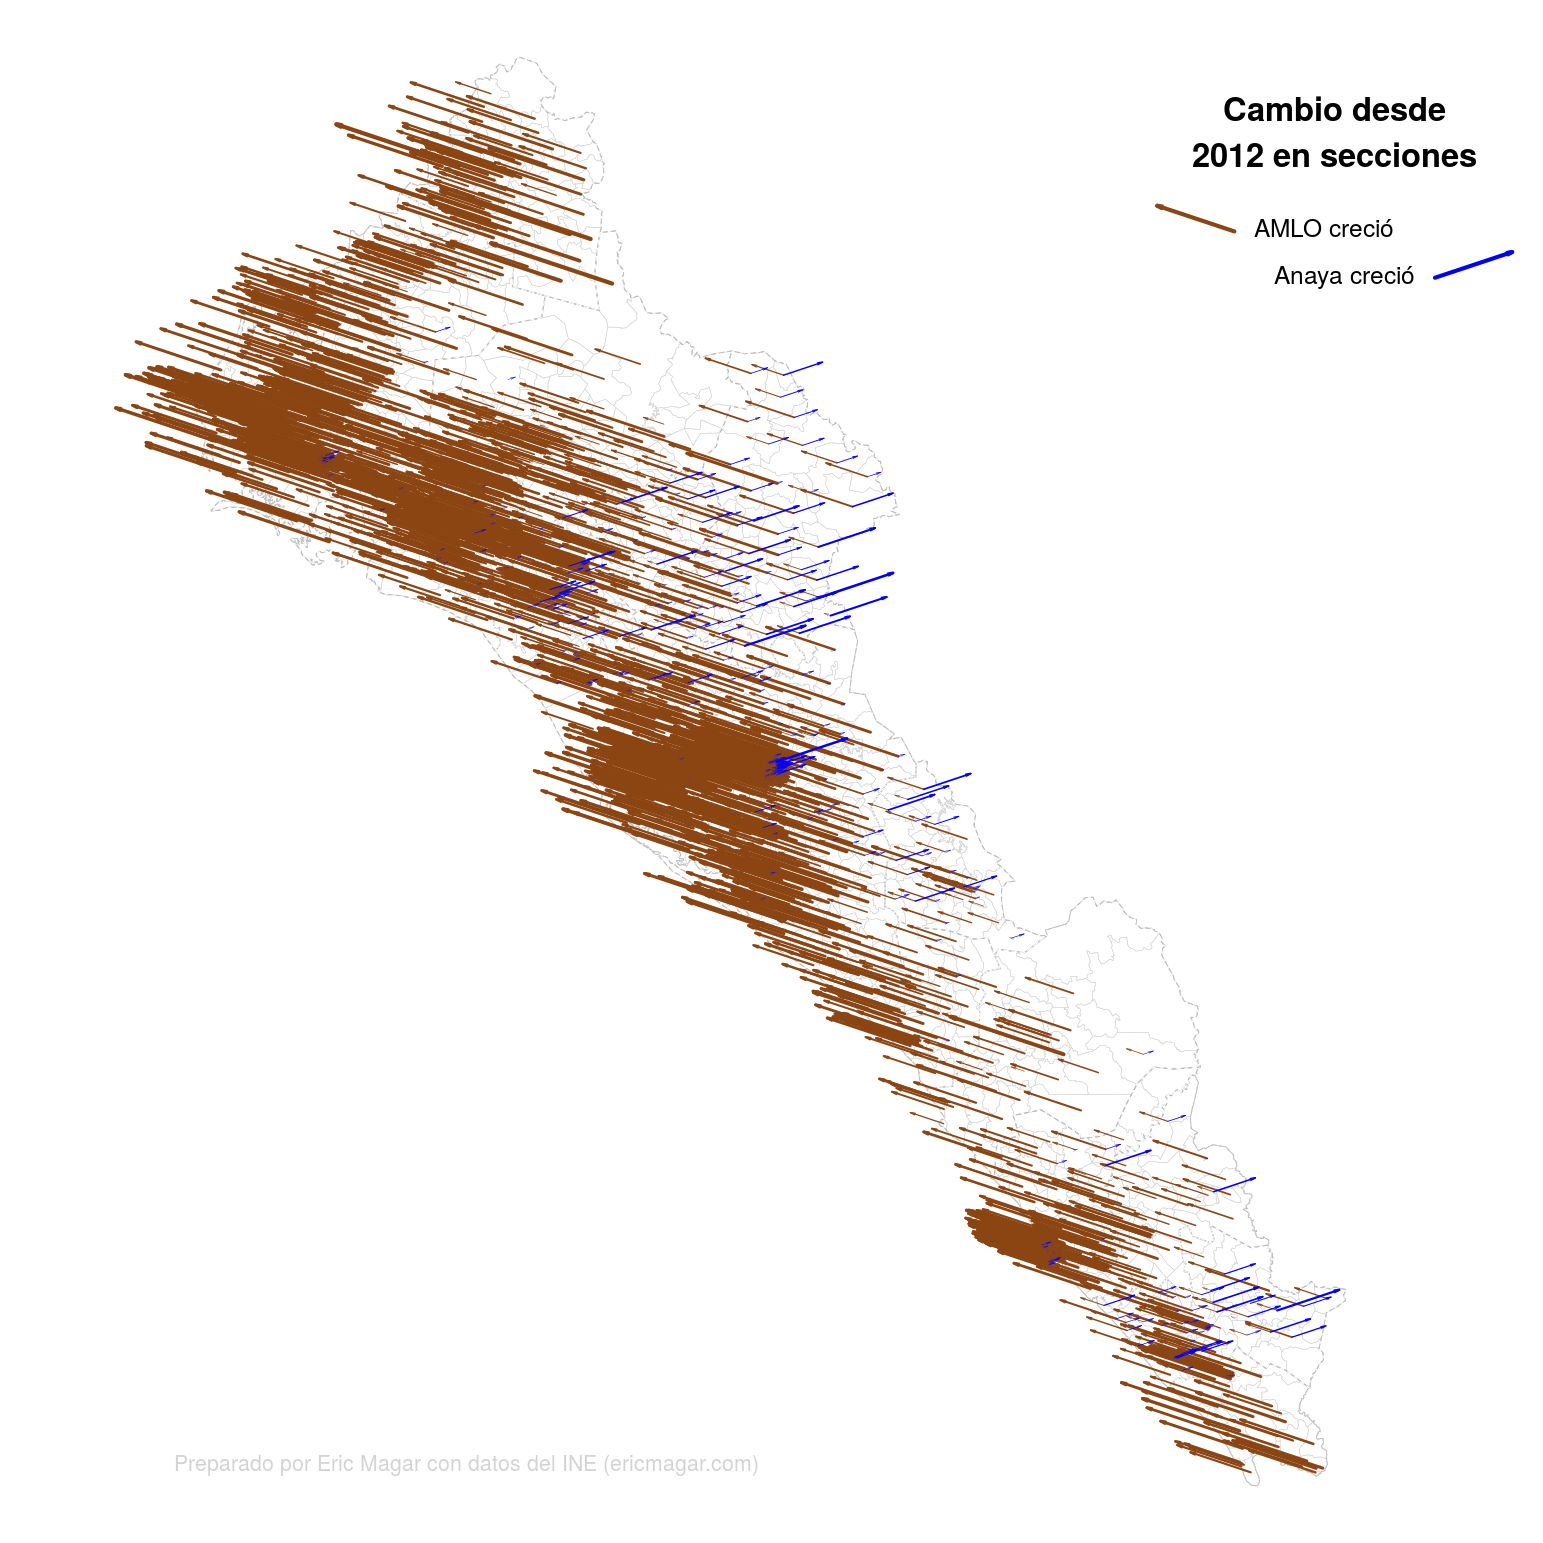 Cambio desde
2012 en secciones
AMLO creció
Anaya creció
Preparado por Eric Magar con datos del INE (ericmagar.com)